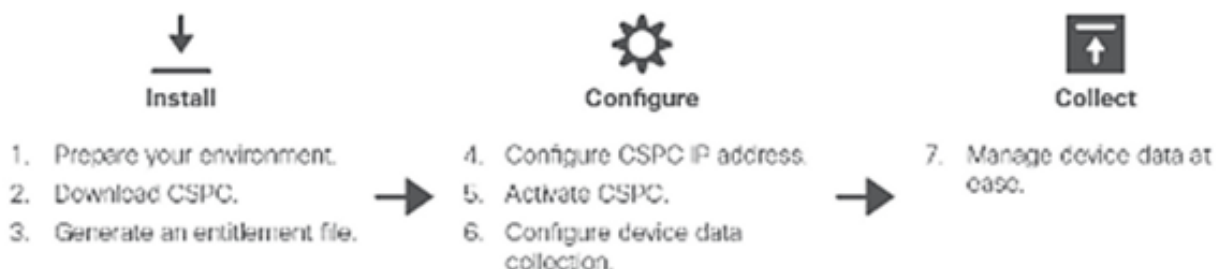 Install
1. Prepare your environment.
2. Download CSPC.
3. Generate an entitlement file.
Configure
4. Configure CSPC IP address.
5. Activate CSPC.
6. Configure device data
collection.
Collect
7. Manage device data at
ease.